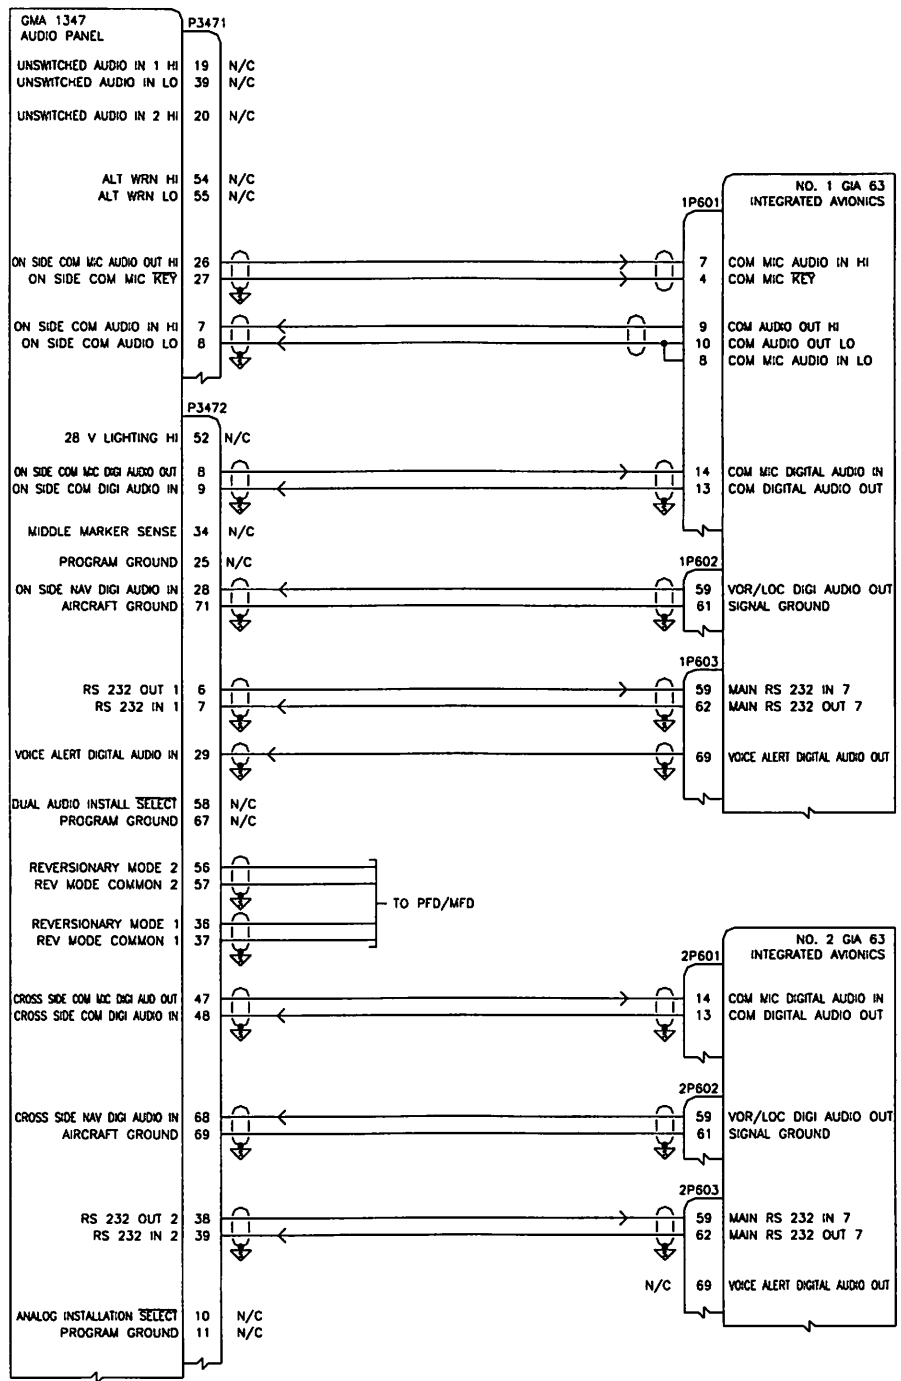 GMA 1347
AUDIO PANEL
P3471
UNSWITCHED AUDIO IN 1 HI 19 N/C
UNSWITCHED AUDIO IN LO 39 N/C
UNSWITCHED AUDIO IN 2 HI 20 N/C
ALT WRN HI 54 N/C
ALT WRN LO 55 N/C
NO. 1 GIA 63
INTEGRATED AVIONICS
1P601
ON SIDE COM MIC AUDIO OUT HI 26 7 COM MIC AUDIO IN HI
ON SIDE COM MIC KEY 27 4 COM MIC KEY
ON SIDE COM AUDIO IN HI 7 9 COM AUDIO OUT HI
ON SIDE COM AUDIO LO 8 10 COM AUDIO OUT LO
8 COM MIC AUDIO IN LO
P3472
28 V LIGHTING HI 52 N/C
ON SIDE COM MIC DIGI AUDIO OUT 8 14 COM MIC DIGITAL AUDIO IN
ON SIDE COM DIGI AUDIO IN 9 13 COM DIGITAL AUDIO OUT
MIDDLE MARKER SENSE 34 N/C
PROGRAM GROUND 25 N/C
1P602
ON SIDE NAV DIGI AUDIO IN 28 59 VOR/LOC DIGI AUDIO OUT
AIRCRAFT GROUND 71 61 SIGNAL GROUND
1P603
RS 232 OUT 1 6 59 MAIN RS 232 IN 7
RS 232 IN 1 7 62 MAIN RS 232 OUT 7
VOICE ALERT DIGITAL AUDIO IN 29 69 VOICE ALERT DIGITAL AUDIO OUT
DUAL AUDIO INSTALL SELECT 58 N/C
PROGRAM GROUND 67 N/C
REVERSIONARY MODE 2 56
REV MODE COMMON 2 57
TO PFD/MFD
REVERSIONARY MODE 1 36
REV MODE COMMON 1 37
NO. 2 GIA 63
INTEGRATED AVIONICS
2P601
CROSS SIDE COM MIC DIGI AUD OUT 47 14 COM MIC DIGITAL AUDIO IN
CROSS SIDE COM DIGI AUDIO IN 48 13 COM DIGITAL AUDIO OUT
2P602
CROSS SIDE NAV DIGI AUDIO IN 68 59 VOR/LOC DIGI AUDIO OUT
AIRCRAFT GROUND 69 61 SIGNAL GROUND
2P603
RS 232 OUT 2 38 59 MAIN RS 232 IN 7
RS 232 IN 2 39 62 MAIN RS 232 OUT 7
N/C 69 VOICE ALERT DIGITAL AUDIO OUT
ANALOG INSTALLATION SELECT 10 N/C
PROGRAM GROUND 11 N/C